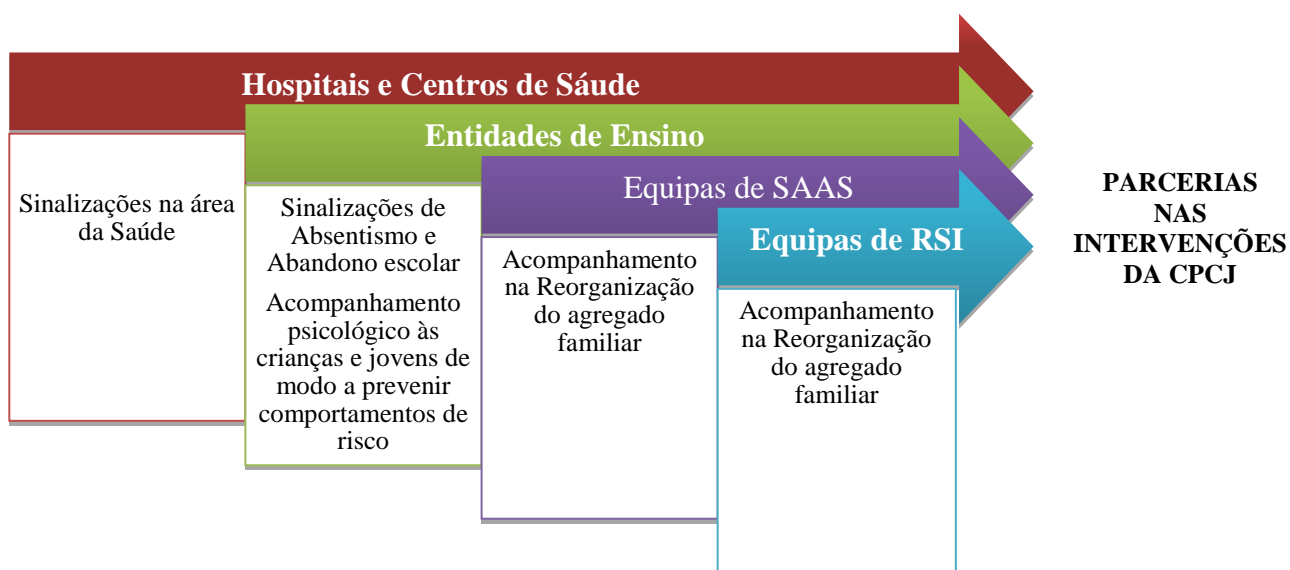 Hospitais e Centros de Sáude
Sinalizações na área
da Saúde
Entidades de Ensino
Sinalizações de
Absentismo e
Abandono escolar
Acompanhamento
psicológico às
crianças e jovens de
modo a prevenir
comportamentos de
risco
Equipas de SAAS
Acompanhamento
na Reorganização
do agregado
familiar
Equipas de RSI
Acompanhamento
na Reorganização
do agregado
familiar
PARCERIAS
NAS
INTERVENÇÕES
DA CPCJ